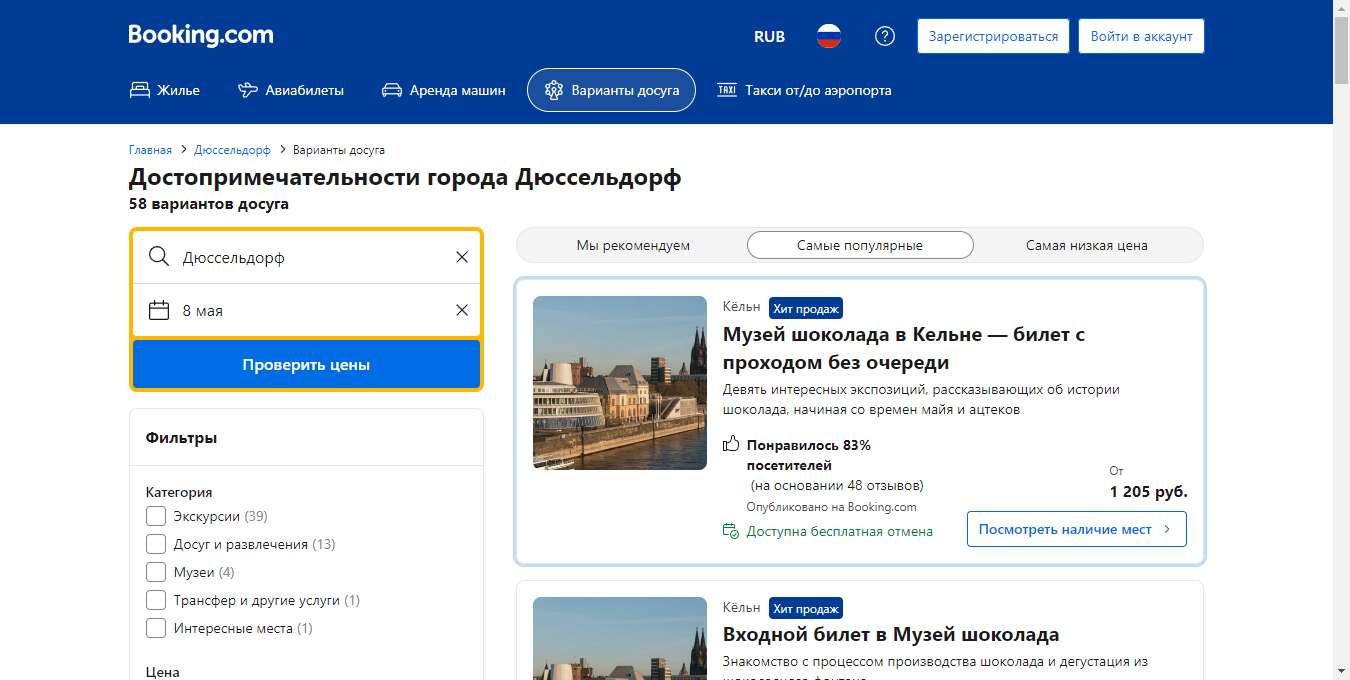 Booking.com
RUB
Зарегистрироваться
Войти в аккаунт
Жилье
Авиабилеты
Аренда машин
Варианты досуга
TAXI Такси от/до аэропорта
Главная > Дюссельдорф > Варианты досуга
Достопримечательности города Дюссельдорф
58 вариантов досуга
Дюссельдорф
8 мая
Проверить цены
Фильтры
Категория
Экскурсии (39)
Досуг и развлечения (13)
Музеи (4)
Трансфер и другие услуги (1)
Интересные места (1)
Цена
Мы рекомендуем
Самые популярные
Самая низкая цена
Кёльн Хит продаж
Музей шоколада в Кельне — билет с
проходом без очереди
Девять интересных экспозиций, рассказывающих об истории
шоколада, начиная со времен майя и ацтеков
Понравилось 83%
посетителей
(на основании 48 отзывов)
Опубликовано на Booking.com
Доступна бесплатная отмена
От
1 205 руб.
Посмотреть наличие мест
Кёльн Хит продаж
Входной билет в Музей шоколада
Знакомство с процессом производства шоколада и дегустация из